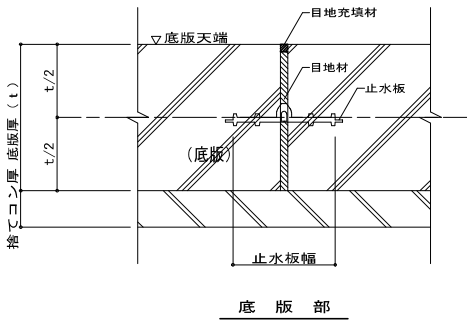 目地充填材
▽底版天端
目地材
止水板
t/2
t/2
底版厚(t)
捨てコン厚
(底版)
止水板幅
底版部